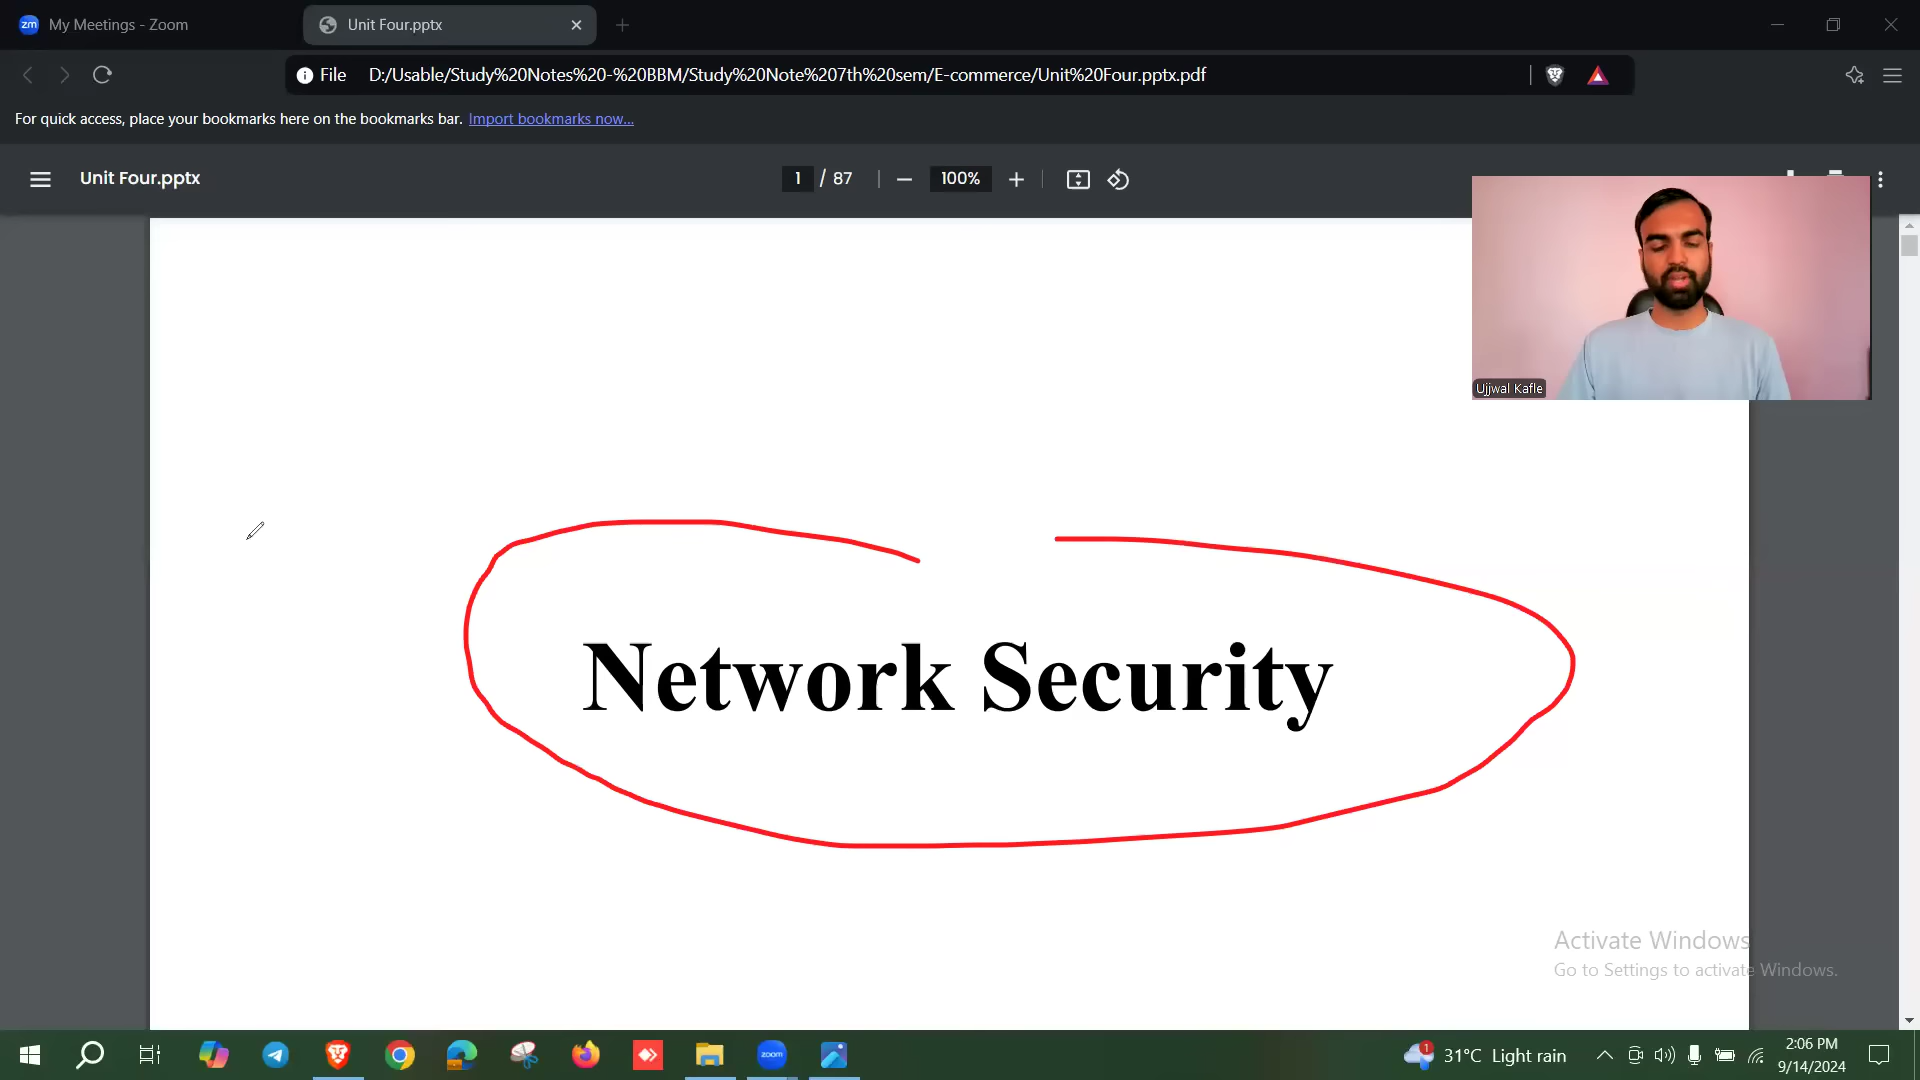 My Meetings - Zoom
Unit Four.pptx
File D:/Usable/Study%20Notes%20-%20BBM/Study%20Note%207th%20sem/E-commerce/Unit%20Four.pptx.pdf
For quick access, place your bookmarks here on the bookmarks bar. Import bookmarks now...
Unit Four.pptx
1 / 87
100%
Ujjwal Kafle
Network Security
Activate Windows
Go to Settings to activate Windows.
zm
zoom
1
31°C Light rain
2:06 PM
9/14/2024